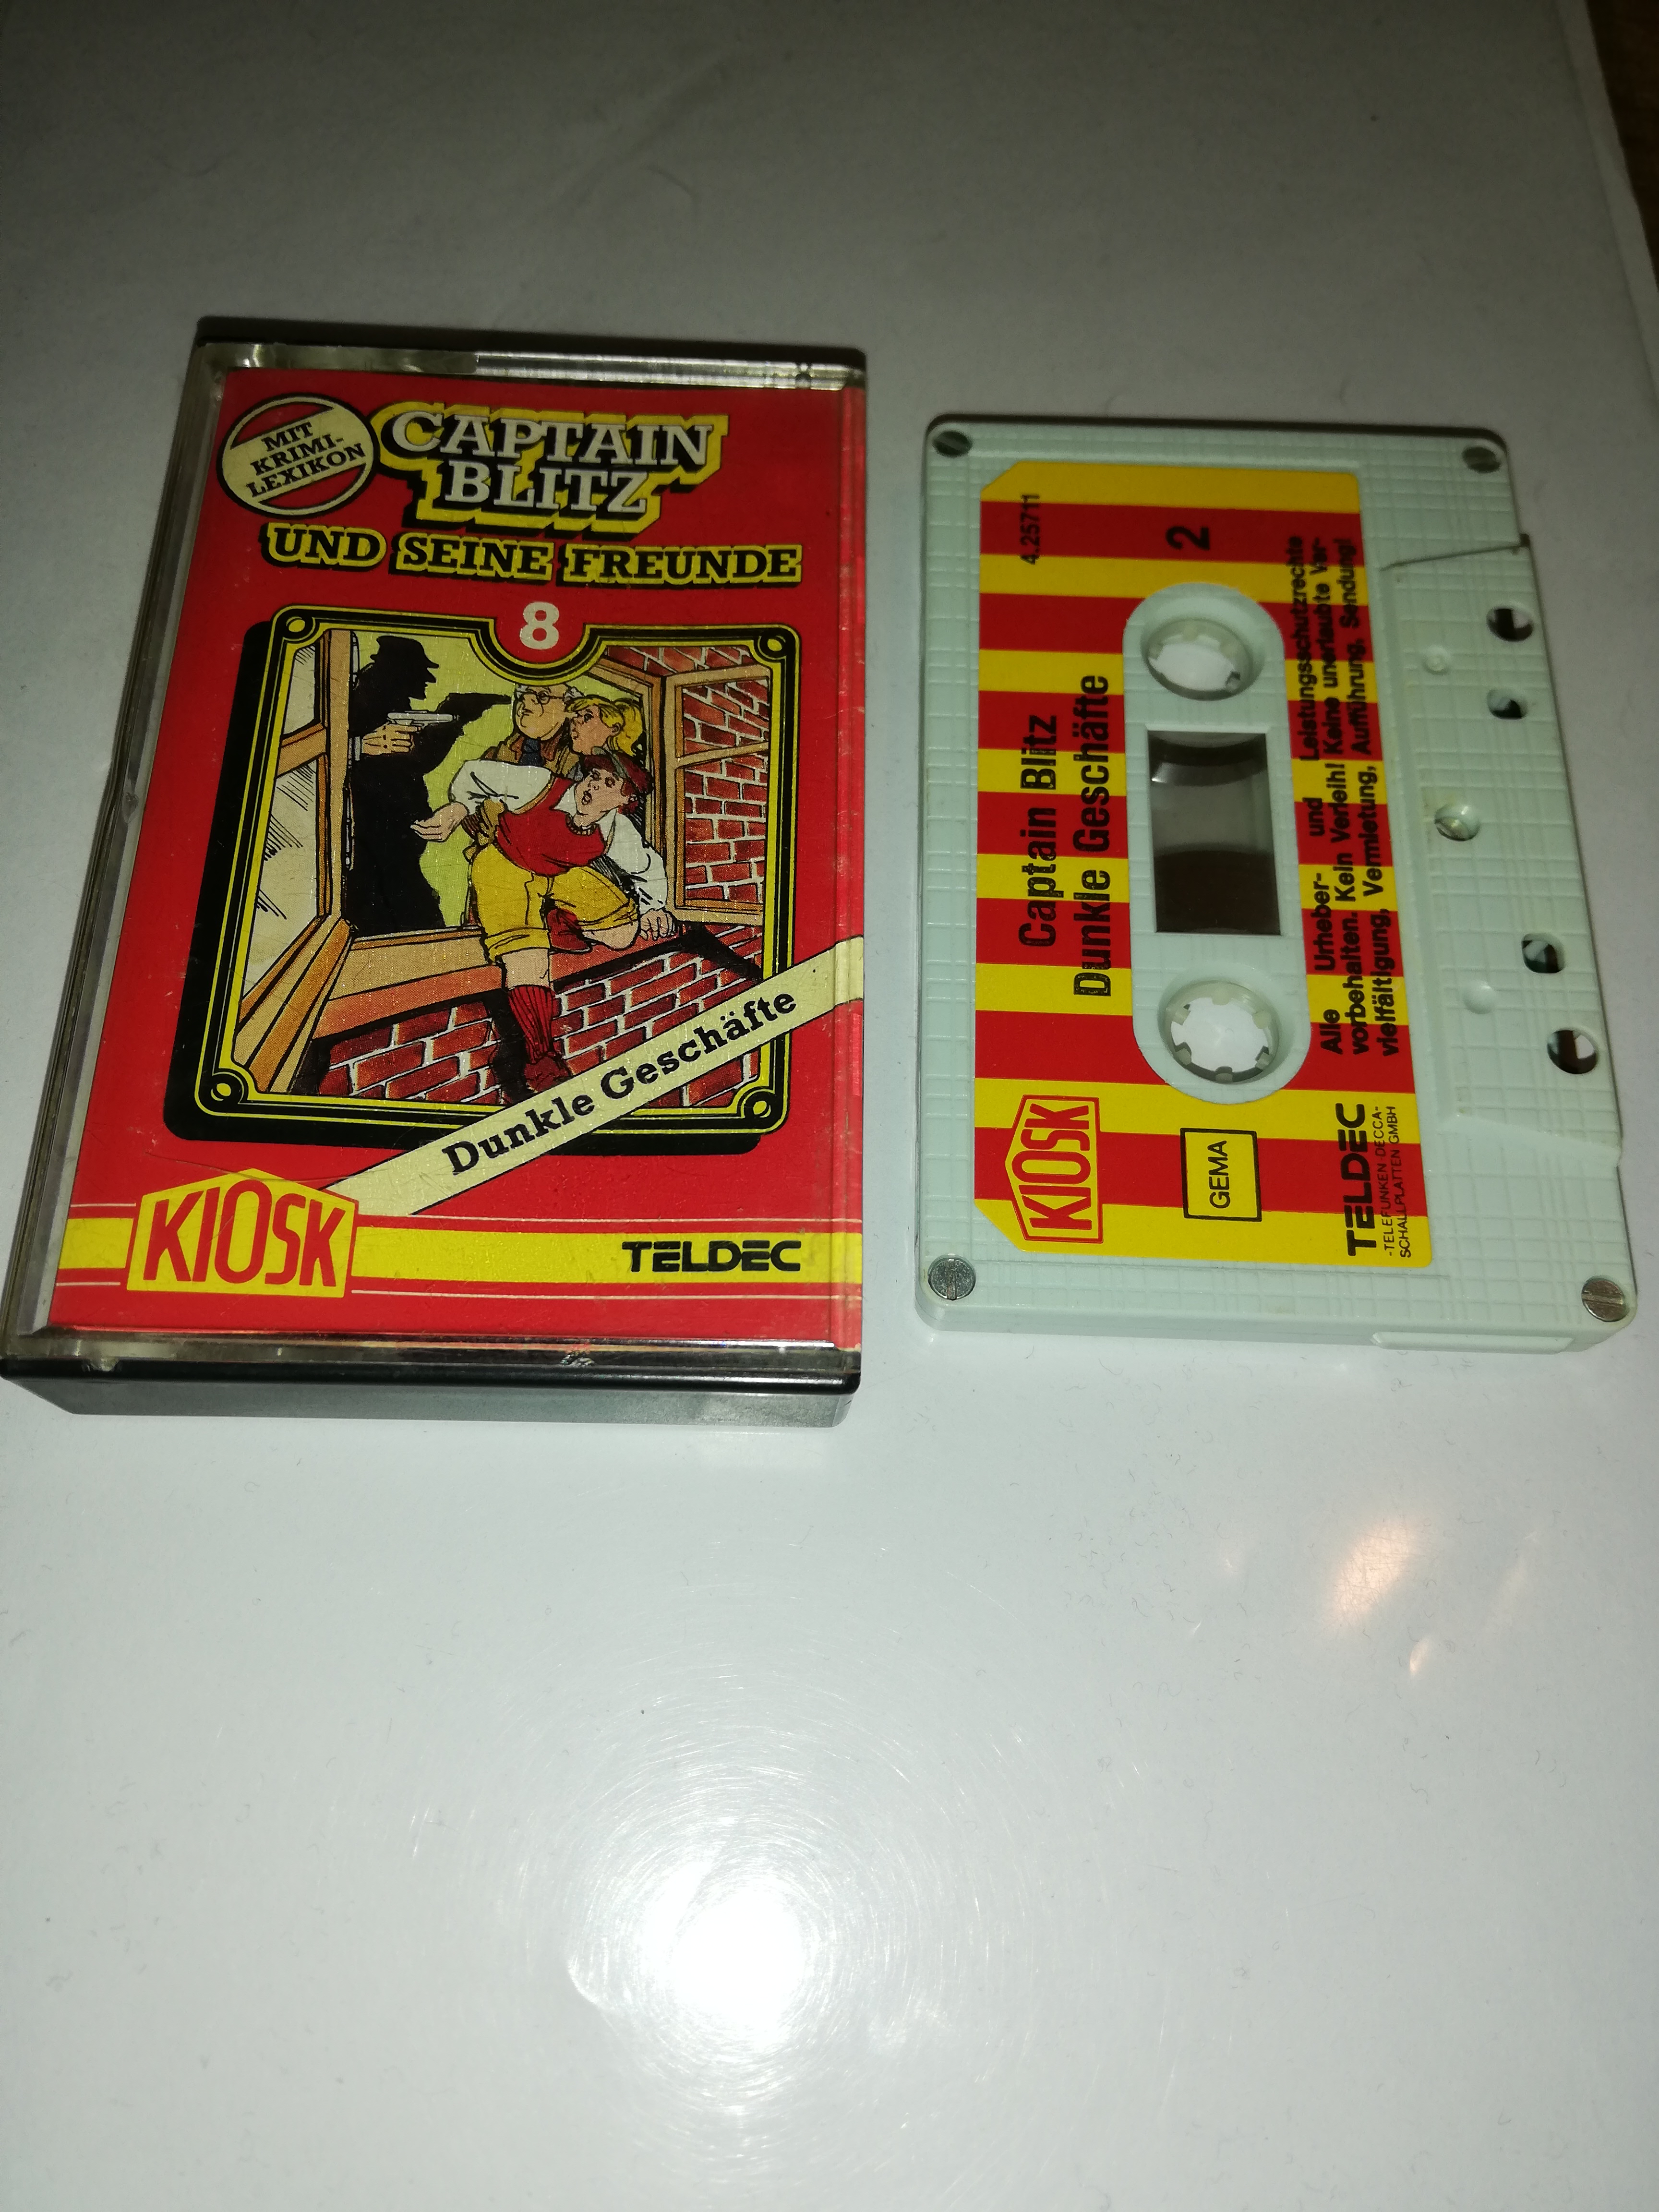 MIT
KRIMI-
LEXIKON
CAPTAIN
BLITZ
UND SEINE FREUNDE
8
Dunkle Geschäfte
KIOSK
TELDEC
4.25711
2
Captain Blitz
Dunkle Geschäfte
Alle Urheber- und Leistungsschutzrechte
vorbehalten. Kein Verleih! Keine unerlaubte Ver-
vielfältigung, Vermietung, Aufführung, Sendung!
KIOSK
GEMA
TELDEC
-TELEFUNKEN-DECCA-
SCHALLPLATTEN GMBH